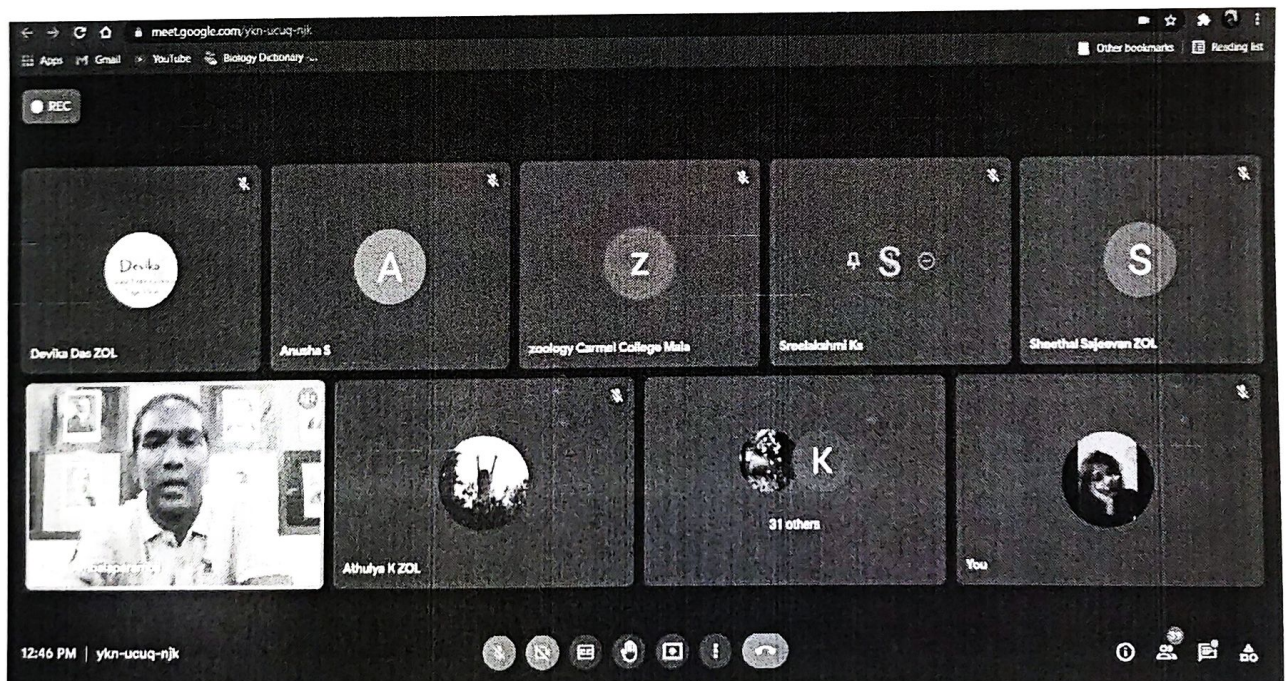 meet.google.com/ykn-ucuq-njk
Apps Gmail YouTube Biology Dictionary -...
Other bookmarks Reading list
REC
Devika
A
Z
S
S
Devika Das ZOL
Anusha S
zoology Carmel College Mala
Sreelakshmi Ks
Sheethal Sajeevan ZOL
K
31 others
Athulya K ZOL
You
12:46 PM | ykn-ucuq-njk
39